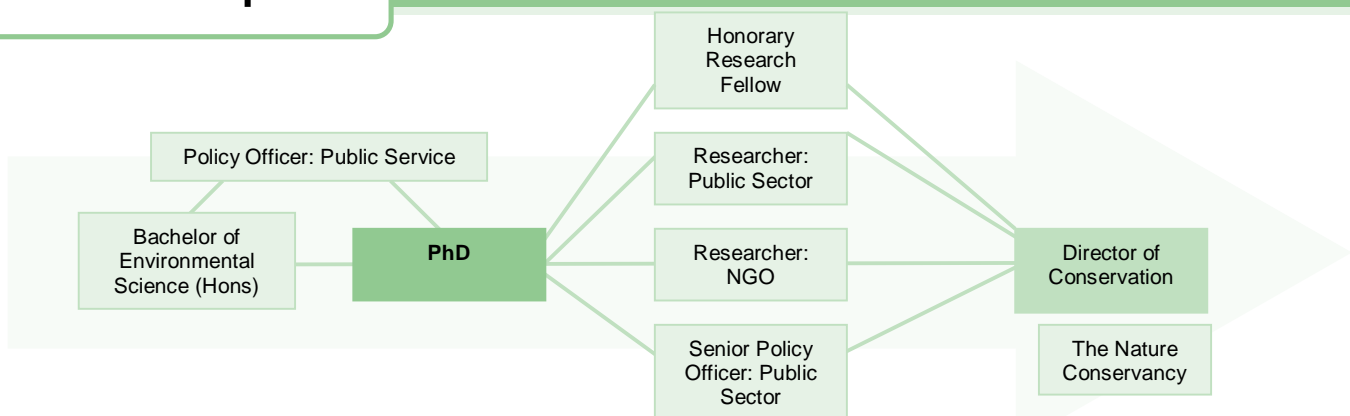 Honorary
Research
Fellow
Policy Officer: Public Service
Researcher:
Public Sector
Bachelor of
Environmental
Science (Hons)
PhD
Researcher:
NGO
Director of
Conservation
Senior Policy
Officer: Public
Sector
The Nature
Conservancy